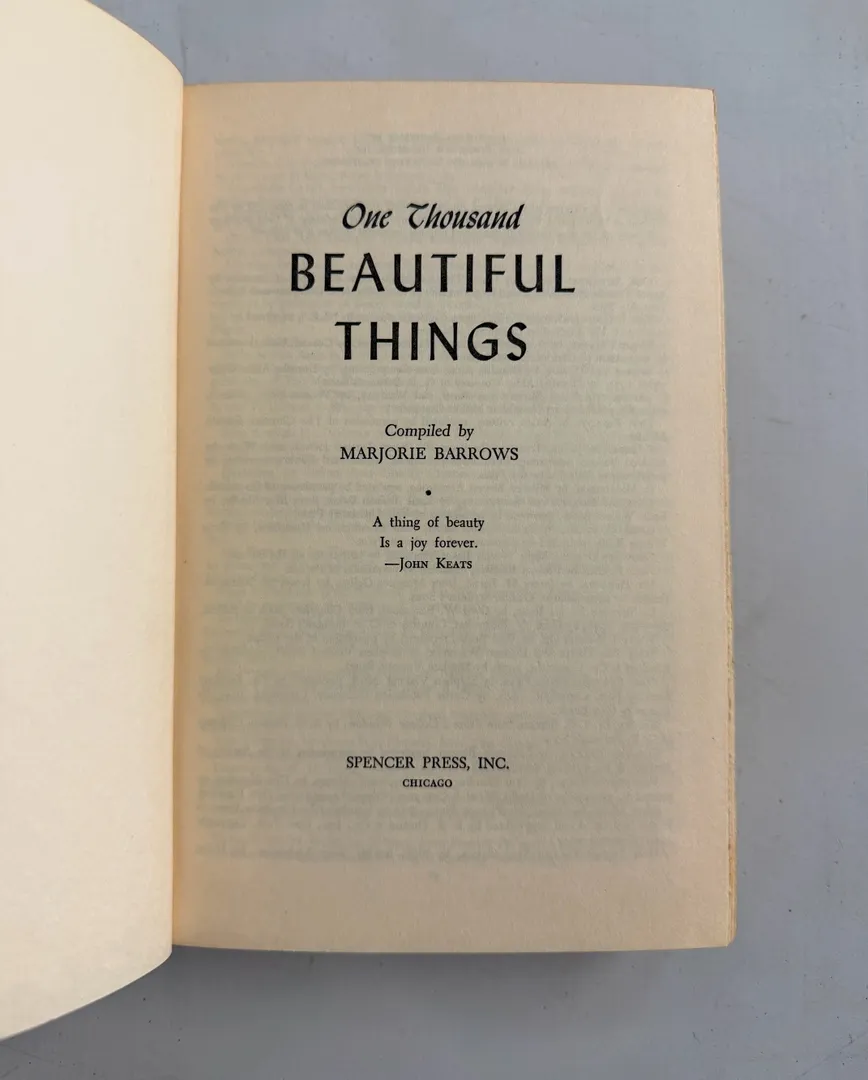 One Thousand
BEAUTIFUL
THINGS
Compiled by
MARJORIE BARROWS
•
A thing of beauty
Is a joy forever.
—JOHN KEATS
SPENCER PRESS, INC.
CHICAGO